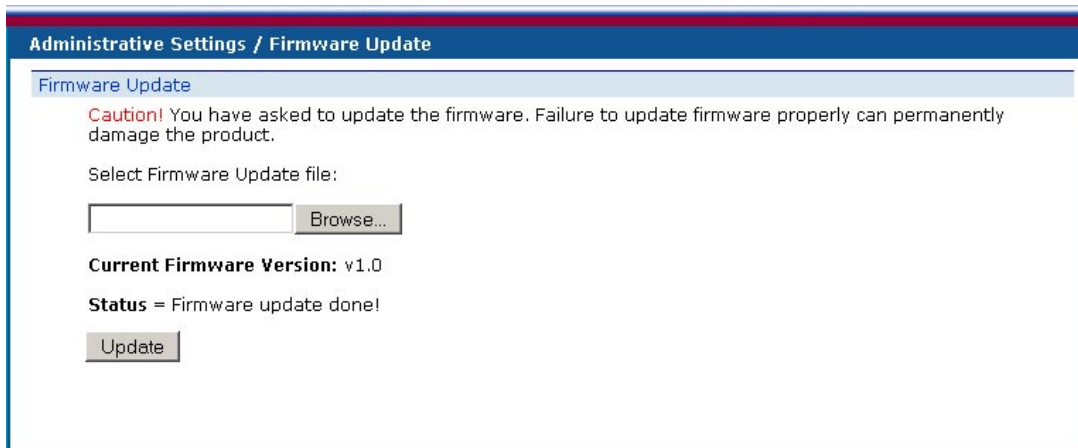 Administrative Settings / Firmware Update
Firmware Update
Caution! You have asked to update the firmware. Failure to update firmware properly can permanently
damage the product.
Select Firmware Update file:
Browse...
Current Firmware Version: v1.0
Status = Firmware update done!
Update